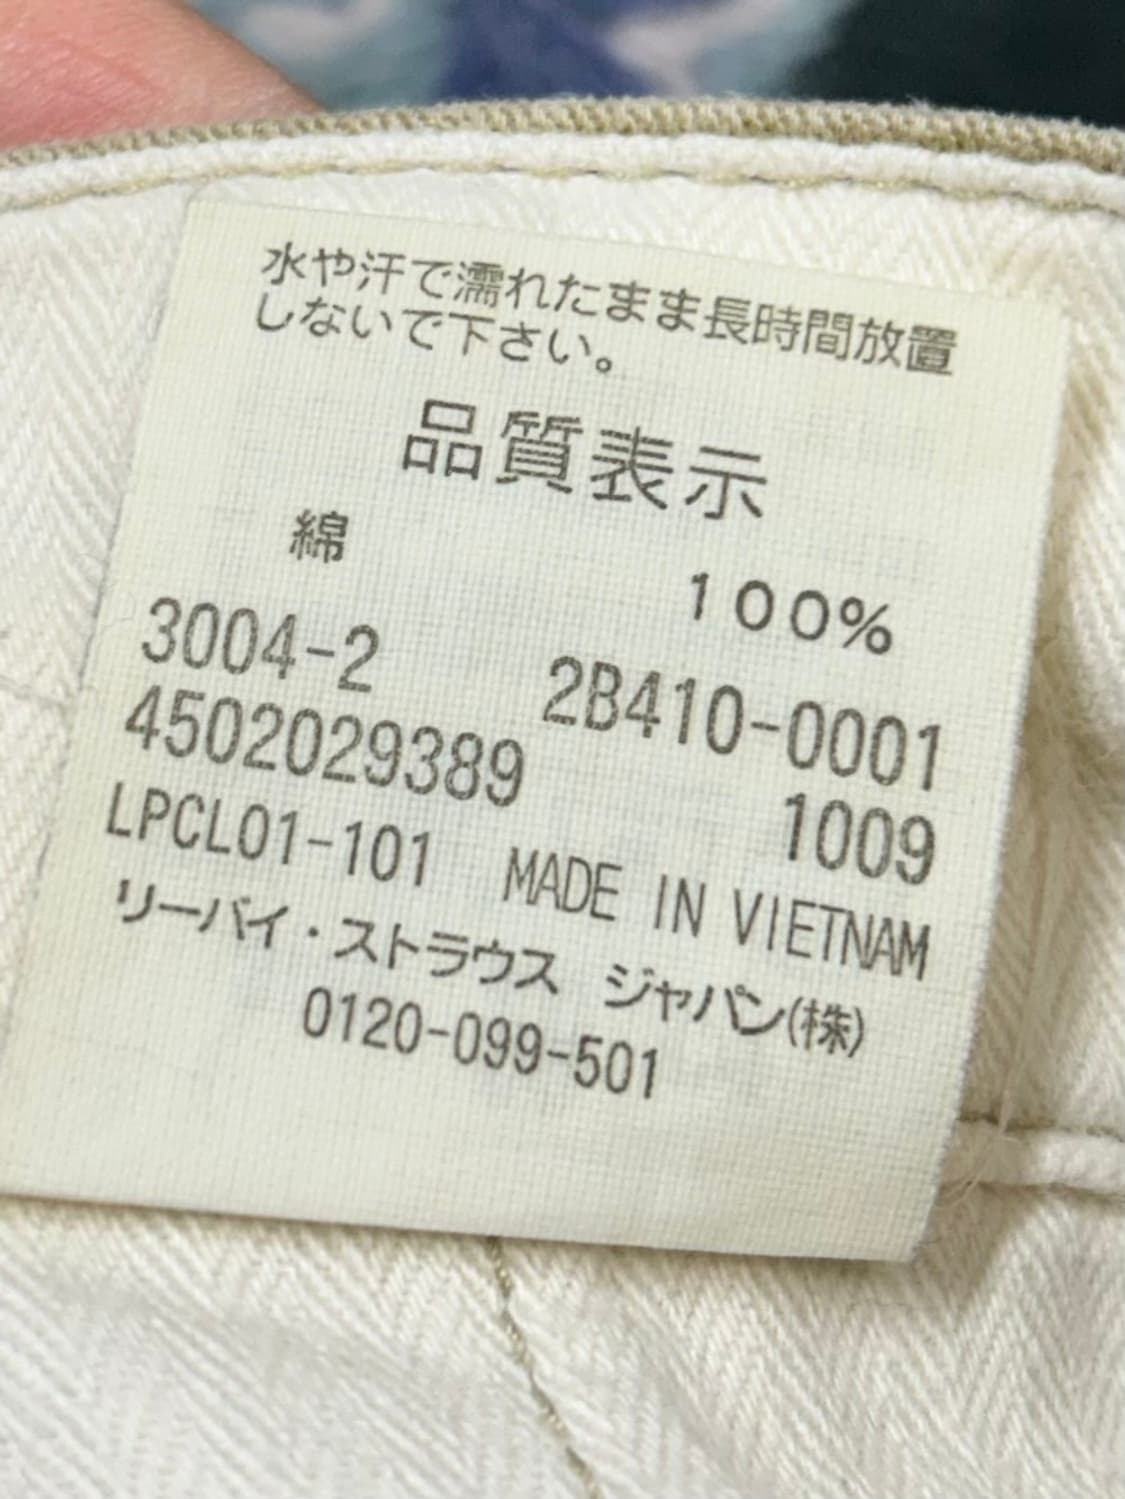 水や汗で濡れたまま長時間放置
しないで下さい。
品質表示
綿 100%
3004-2 2B410-0001
4502029389 1009
LPCL01-101 MADE IN VIETNAM
リーバイ・ストラウス ジャパン(株)
0120-099-501